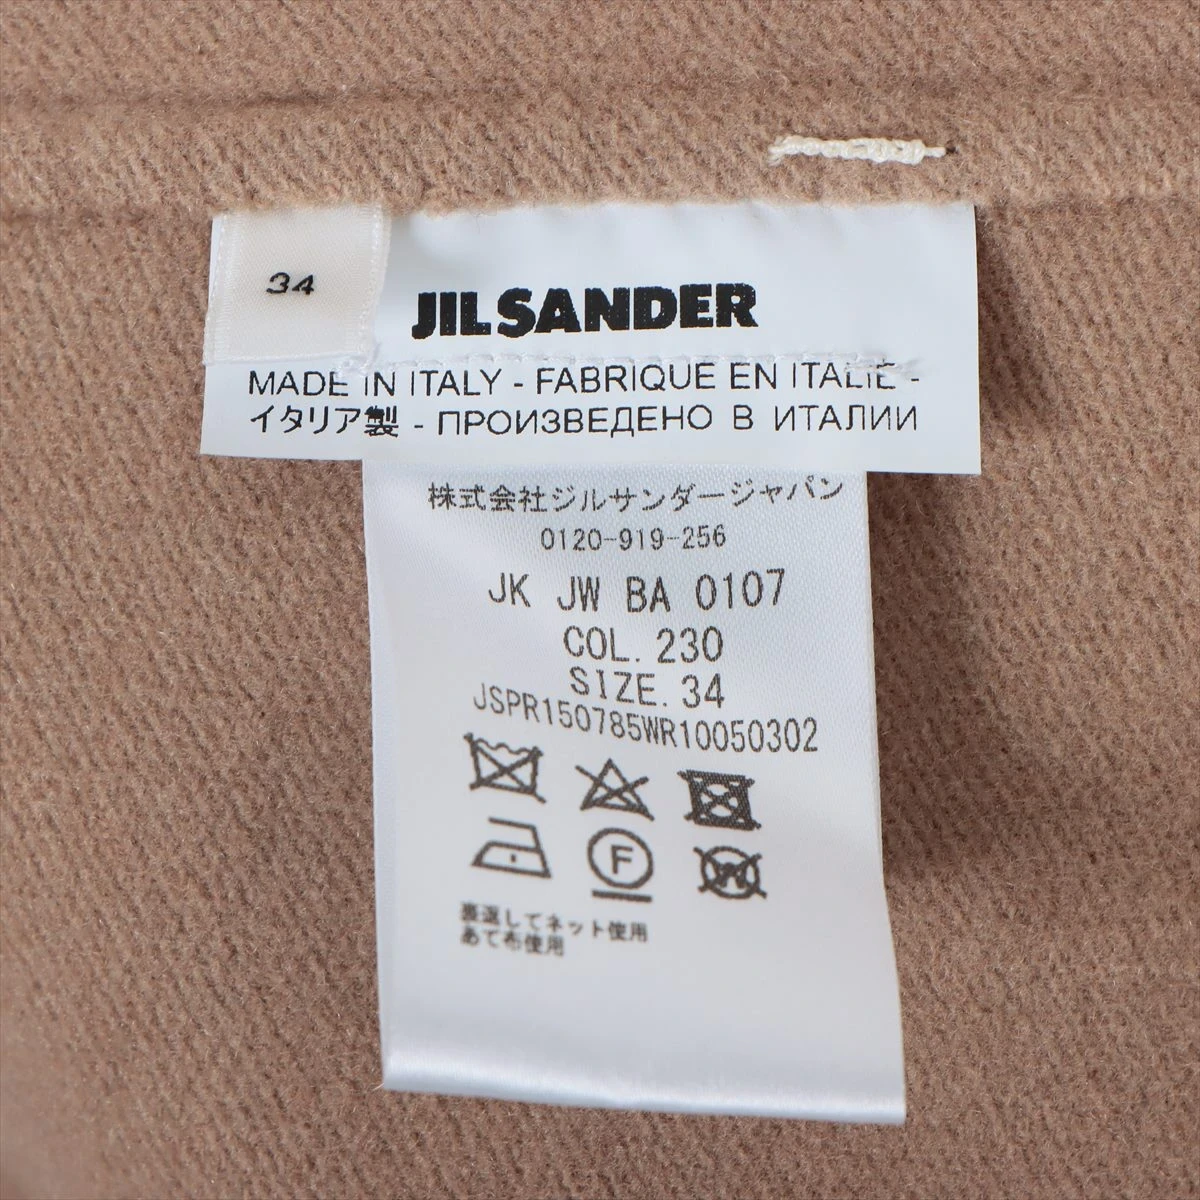 34
JIL SANDER
MADE IN ITALY - FABRIQUE EN ITALIE -
イタリア製 - ПРОИЗВЕДЕНО В ИТАЛИИ
株式会社ジルサンダージャパン
0120-919-256
JK JW BA 0107
COL. 230
SIZE. 34
JSPR150785WR10050302
F
W
裏返してネット使用
あて布使用